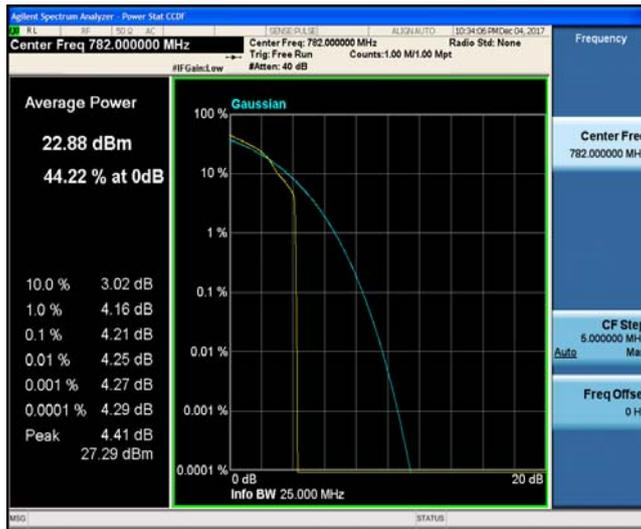 Agilent Spectrum Analyzer - Power Stat CCDF
RL RF 50 Ω AC SENSE:PULSE ALIGN AUTO 10:34:06 PM Dec 04, 2017
Center Freq 782.000000 MHz
Center Freq: 782.000000 MHz Radio Std: None
Trig: Free Run Counts:1.00 M/1.00 Mpt
#IFGain:Low #Atten: 40 dB
Frequency
Average Power
22.88 dBm
44.22 % at 0dB
10.0 % 3.02 dB
1.0 % 4.16 dB
0.1 % 4.21 dB
0.01 % 4.25 dB
0.001 % 4.27 dB
0.0001 % 4.29 dB
Peak 4.41 dB
27.29 dBm
Gaussian
100 %
10 %
1 %
0.1 %
0.01 %
0.001 %
0.0001 %
0 dB 20 dB
Info BW 25.000 MHz
Center Fre
782.000000 MH
CF Step
5.000000 MH
Auto Ma
Freq Offse
0 H
MSG STATUS